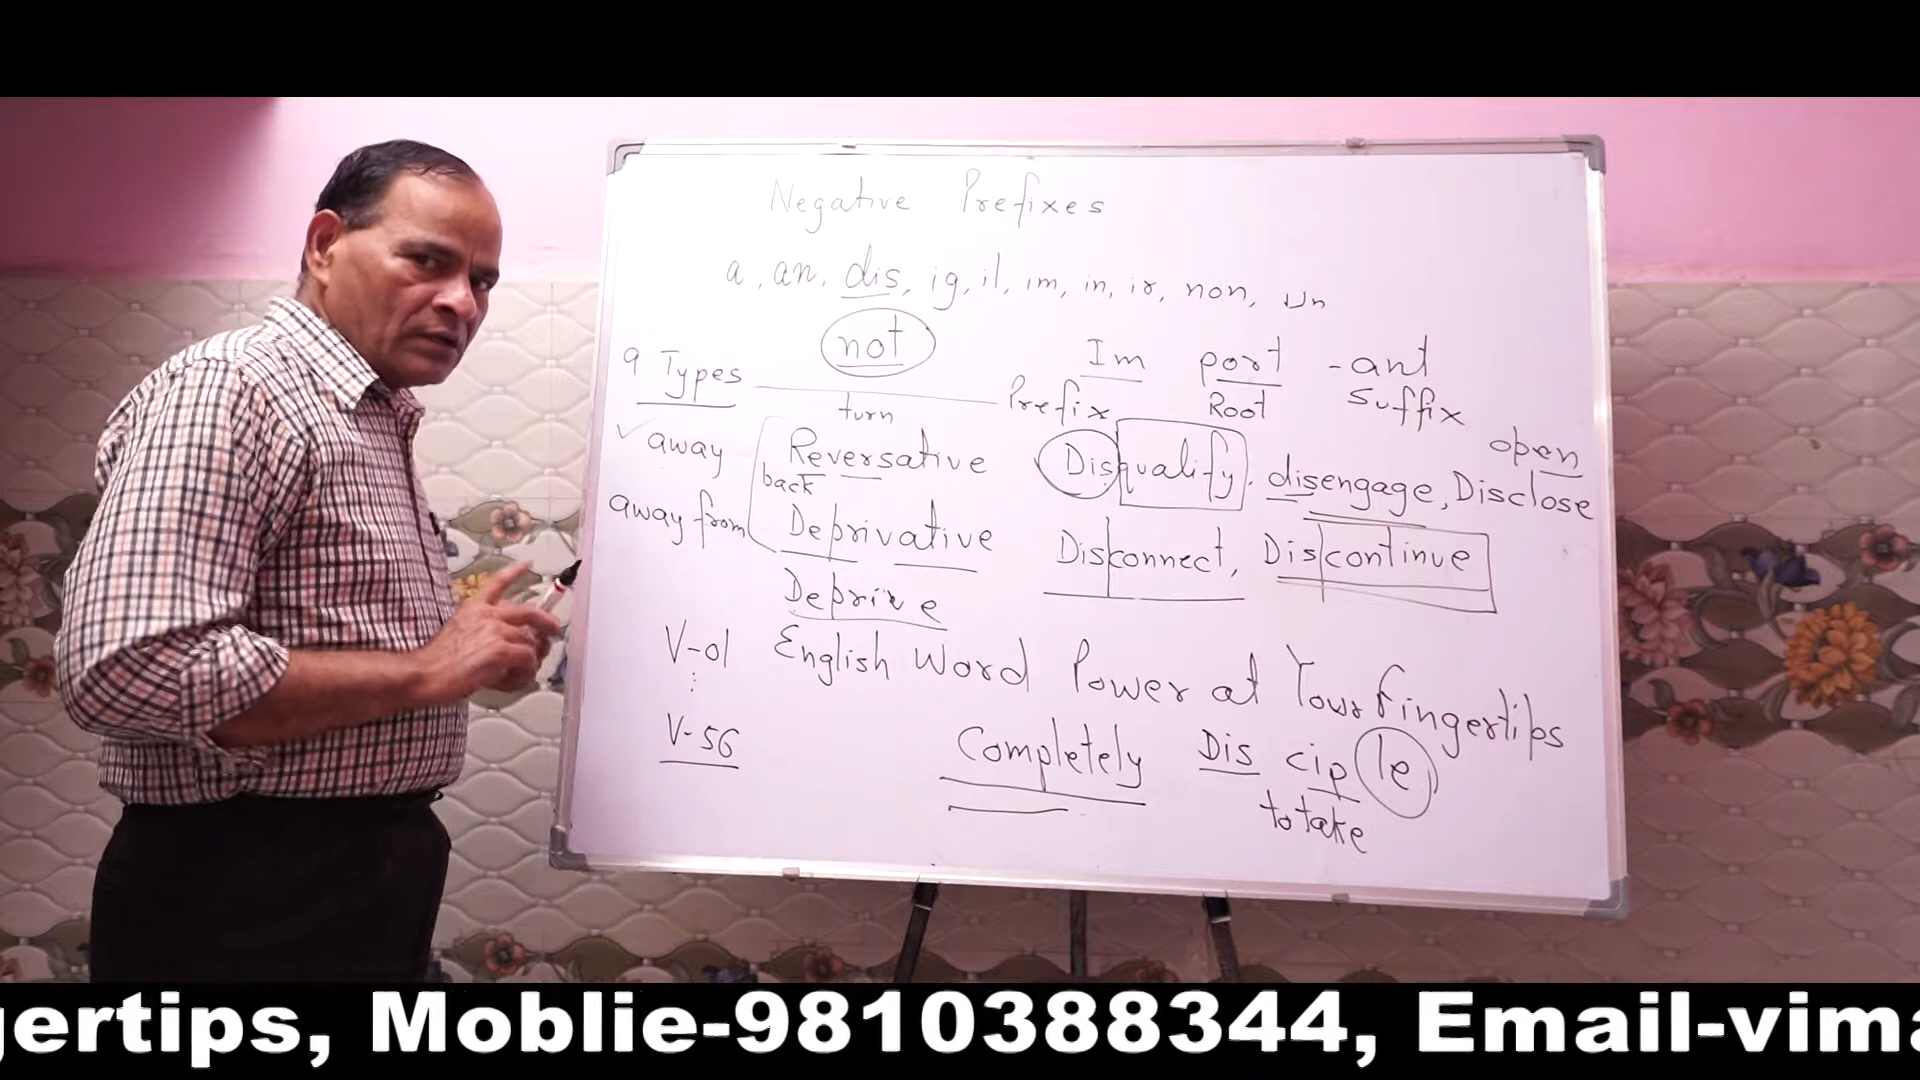 Negative Prefixes
a, an, dis, ig, il, im, in, ir, non, un
not
Im port -ant
Prefix Root Suffix
9 Types
turn
open
away Reversative Disqualify, disengage, Disclose
back
away from Deprivative Disconnect, Discontinue
Deprive
V-01 English Word Power at Your Fingertips
V-56 Completely Dis cip le
to take
gertips, Moblie-9810388344, Email-vima